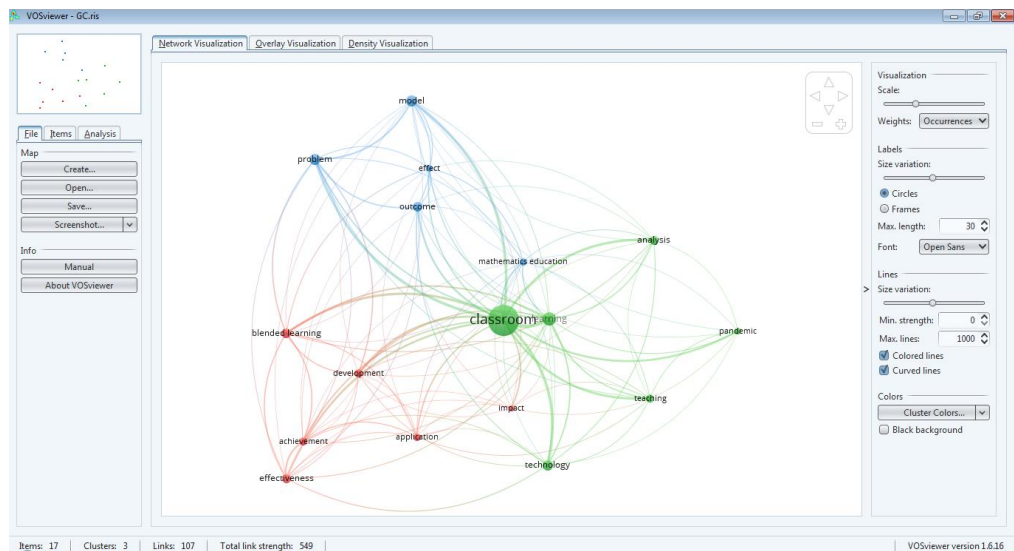 VOSviewer - GC.ris
Network Visualization Overlay Visualization Density Visualization
File Items Analysis
Map
Create...
Open...
Save...
Screenshot...
Info
Manual
About VOSviewer
model
problem
effect
outcome
analysis
mathematics education
classroom
learning
pandemic
blended learning
development
teaching
impact
application
achievement
technology
effectiveness
Visualization
Scale:
Weights: Occurrences
Labels
Size variation:
Circles
Frames
Max. length: 30
Font: Open Sans
Lines
Size variation:
Min. strength: 0
Max. lines: 1000
Colored lines
Curved lines
Colors
Cluster Colors...
Black background
Items: 17 Clusters: 3 Links: 107 Total link strength: 549 VOSviewer version 1.6.16